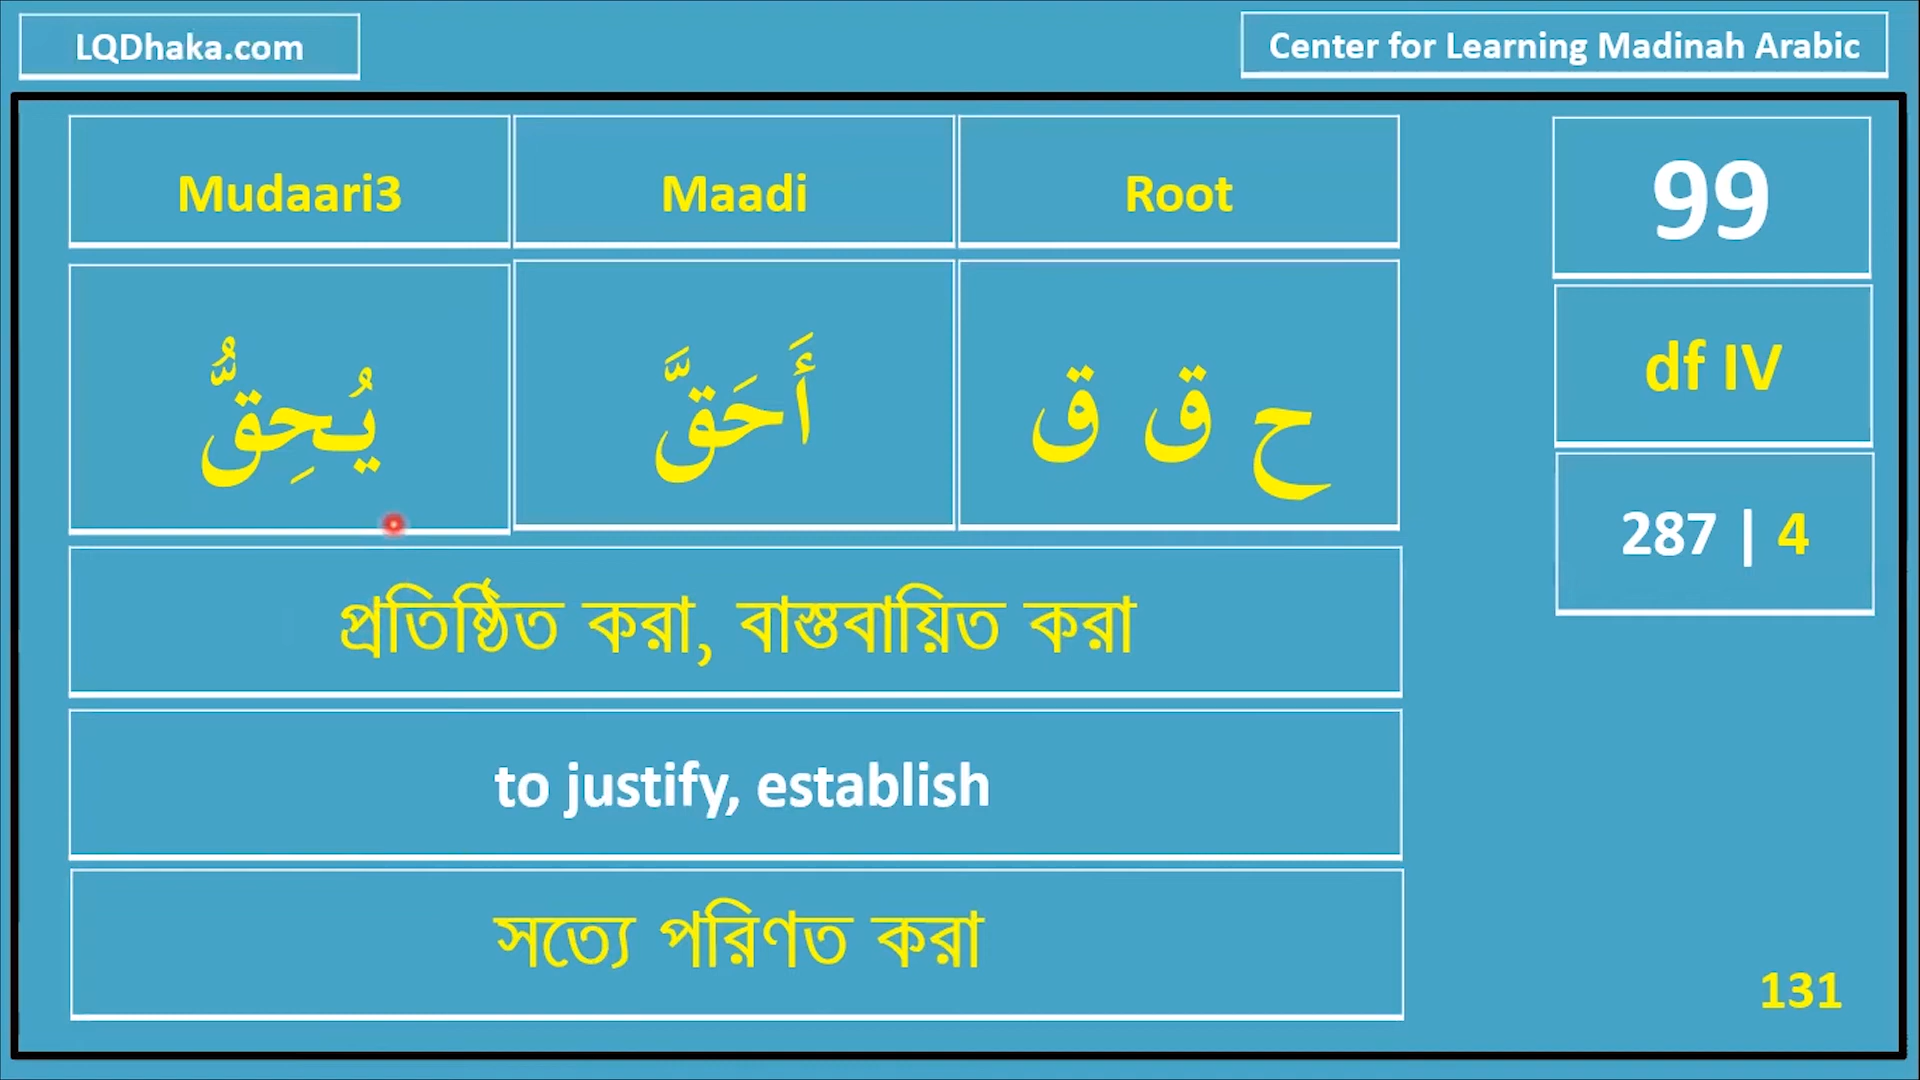 LQDhaka.com
Center for Learning Madinah Arabic
Mudaari3
Maadi
Root
99
يُحِقُّ
أَحَقَّ
ح ق ق
df IV
287 | 4
প্রতিষ্ঠিত করা, বাস্তবায়িত করা
to justify, establish
সত্যে পরিণত করা
131